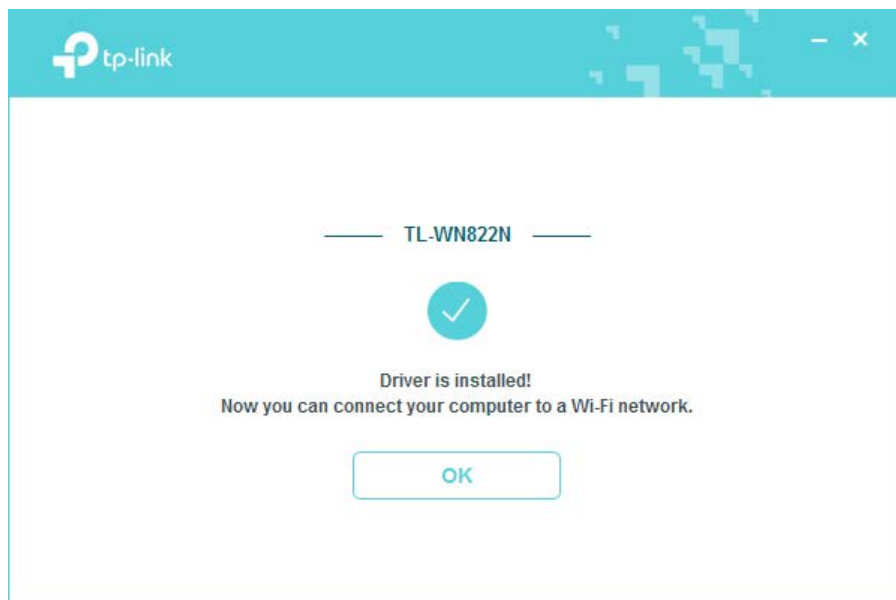 tp-link
TL-WN822N
Driver is installed!
Now you can connect your computer to a Wi-Fi network.
OK